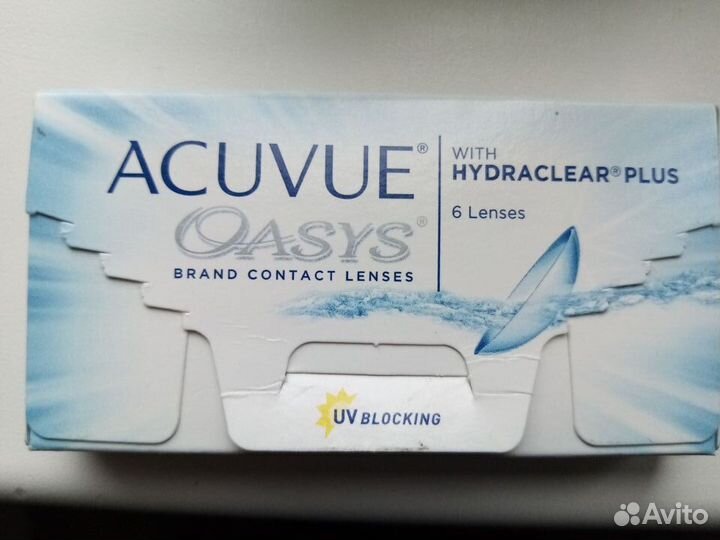 ACUVUE®
OASYS®
BRAND CONTACT LENSES
WITH
HYDRACLEAR® PLUS
6 Lenses
UV BLOCKING
Avito